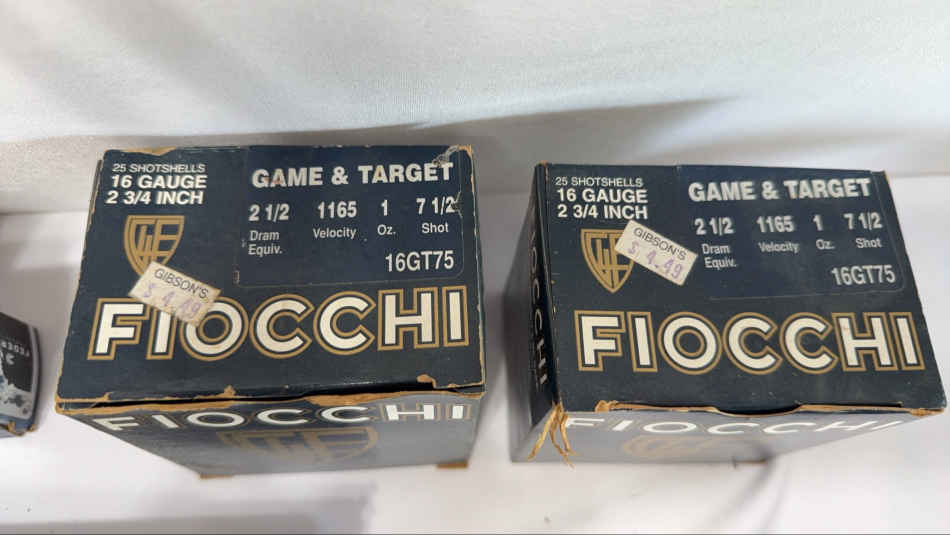 25 SHOTSHELLS
16 GAUGE
2 3/4 INCH
GAME & TARGET
2 1/2 1165 1 7 1/2
Dram Equiv. Velocity Oz. Shot
16GT75
GIBSON'S
$ 4.49
FIOCCHI
FIOCCHI
25 SHOTSHELLS
16 GAUGE
2 3/4 INCH
GAME & TARGET
2 1/2 1165 1 7 1/2
Dram Equiv. Velocity Oz. Shot
16GT75
GIBSON'S
$ 4.49
FIOCCHI
FIOCCHI
FIOCCHI
FEDER